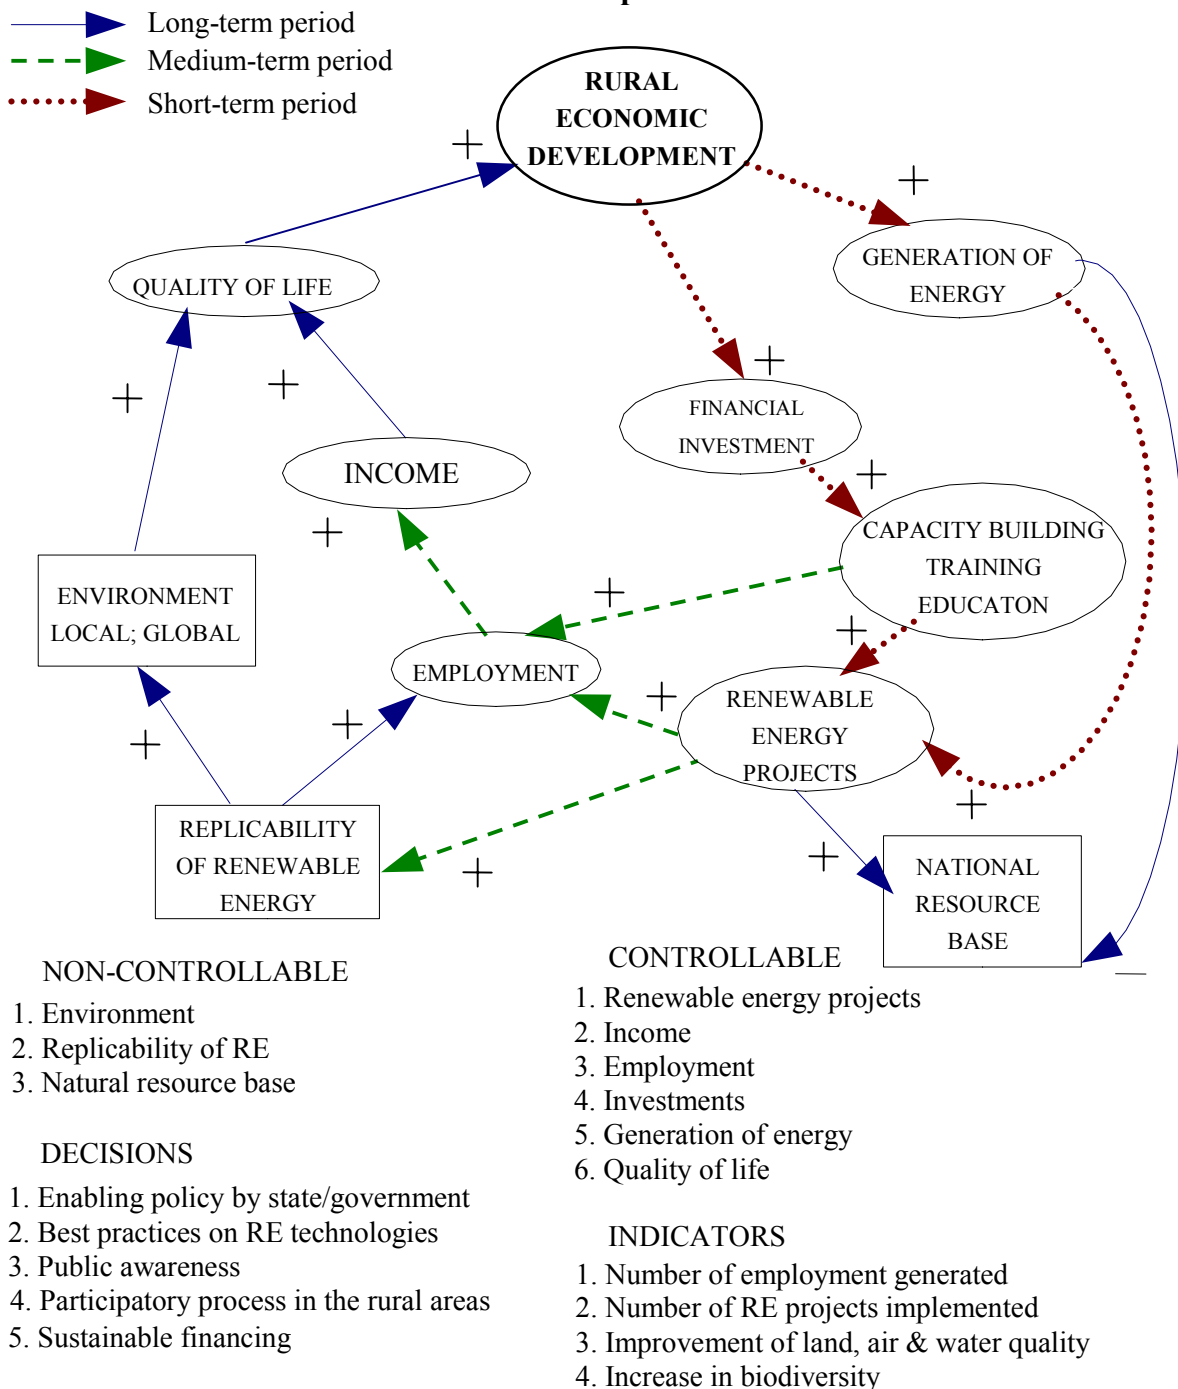 Long-term period
Medium-term period
Short-term period
RURAL
ECONOMIC
DEVELOPMENT
+
+
GENERATION OF
ENERGY
QUALITY OF LIFE
+
+
+
FINANCIAL
INVESTMENT
INCOME
+
+
CAPACITY BUILDING
TRAINING
EDUCATON
ENVIRONMENT
LOCAL; GLOBAL
+
+
EMPLOYMENT
+
RENEWABLE
ENERGY
PROJECTS
+
+
+
REPLICABILITY
OF RENEWABLE
ENERGY
+
+
NATIONAL
RESOURCE
BASE
—
NON-CONTROLLABLE
1. Environment
2. Replicability of RE
3. Natural resource base
CONTROLLABLE
1. Renewable energy projects
2. Income
3. Employment
4. Investments
5. Generation of energy
6. Quality of life
DECISIONS
1. Enabling policy by state/government
2. Best practices on RE technologies
3. Public awareness
4. Participatory process in the rural areas
5. Sustainable financing
INDICATORS
1. Number of employment generated
2. Number of RE projects implemented
3. Improvement of land, air & water quality
4. Increase in biodiversity